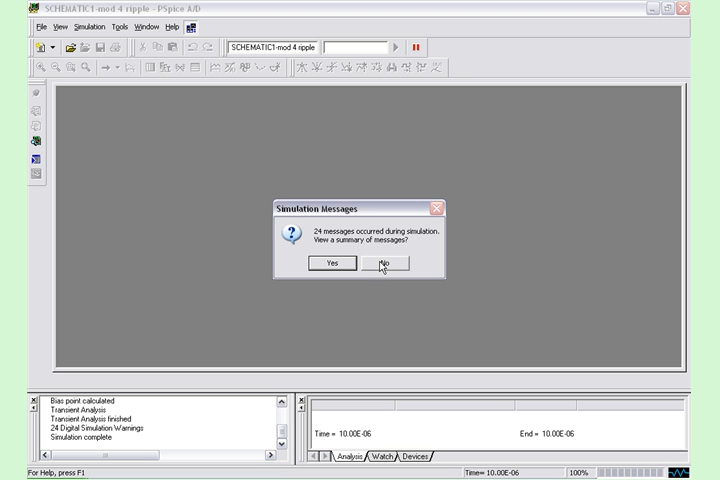 SCHEMATIC1-mod 4 ripple - PSpice A/D
File View Simulation Tools Window Help
SCHEMATIC1-mod 4 ripple
Simulation Messages
24 messages occurred during simulation.
View a summary of messages?
Yes No
Bias point calculated
Transient Analysis
Transient Analysis finished
24 Digital Simulation Warnings
Simulation complete
Time = 10.00E-06 End = 10.00E-06
Analysis Watch Devices
For Help, press F1 Time= 10.00E-06 100%